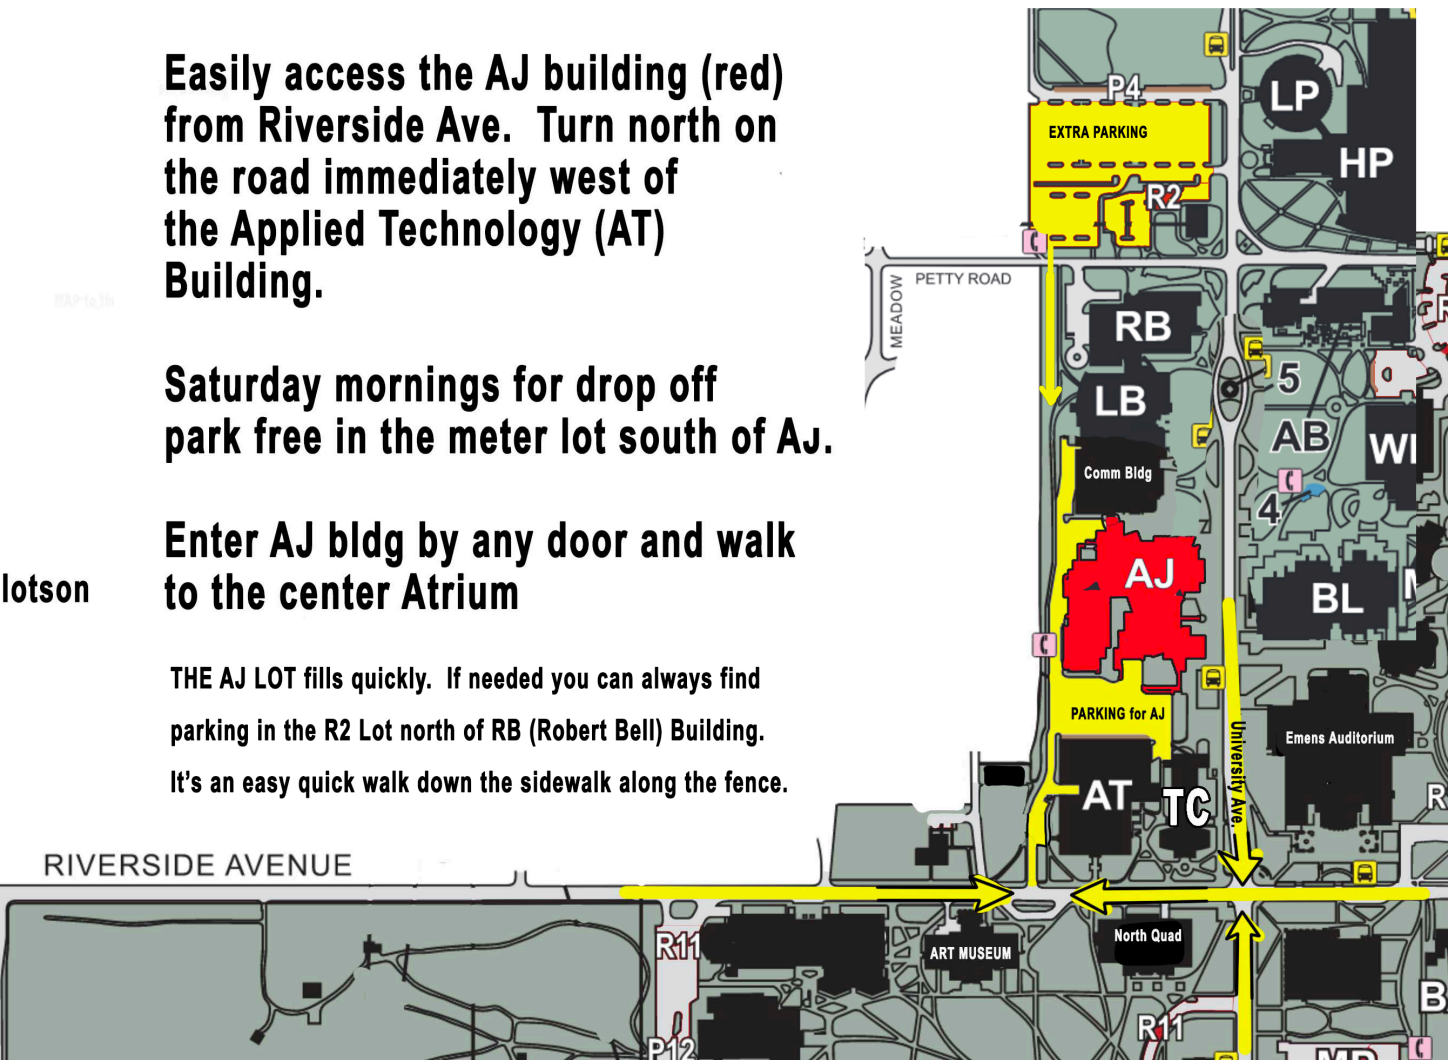 Easily access the AJ building (red)
from Riverside Ave.  Turn north on
the road immediately west of
the Applied Technology (AT)
Building.
Saturday mornings for drop off
park free in the meter lot south of AJ.
Enter AJ bldg by any door and walk
to the center Atrium
lotson
THE AJ LOT fills quickly.  If needed you can always find
parking in the R2 Lot north of RB (Robert Bell) Building.
It's an easy quick walk down the sidewalk along the fence.
P4
EXTRA PARKING
R2
LP
HP
PETTY ROAD
MEADOW
RB
LB
5
AB
4
Comm Bldg
AJ
BL
PARKING for AJ
University Ave.
Emens Auditorium
AT
TC
R
RIVERSIDE AVENUE
R11
ART MUSEUM
North Quad
B
R11
P12